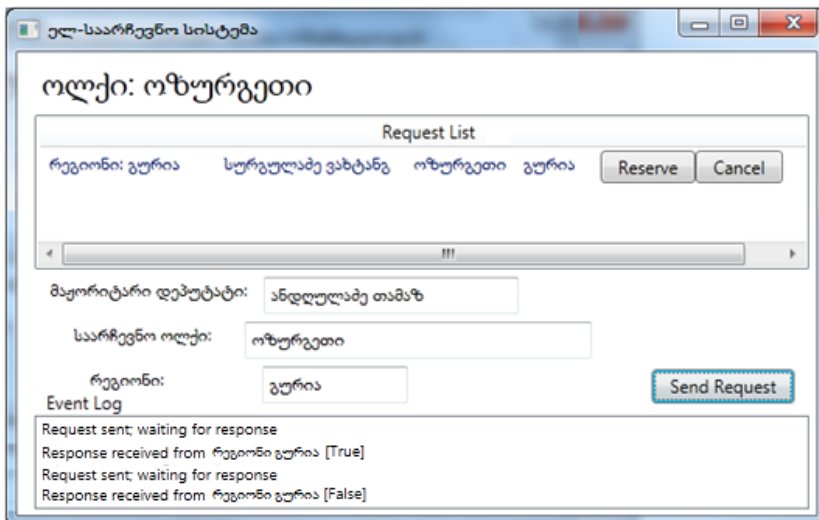 ელ-საარჩევნო სისტემა
ოლქი: ოზურგეთი
Request List
რეგიონი: გურია სურგულაძე ვახტანგ ოზურგეთი გურია Reserve Cancel
მაჟორიტარი დეპუტატი: ანდღულაძე თამაზ
საარჩევნო ოლქი: ოზურგეთი
რეგიონი: გურია Send Request
Event Log
Request sent; waiting for response
Response received from რეგიონი გურია [True]
Request sent; waiting for response
Response received from რეგიონი გურია [False]